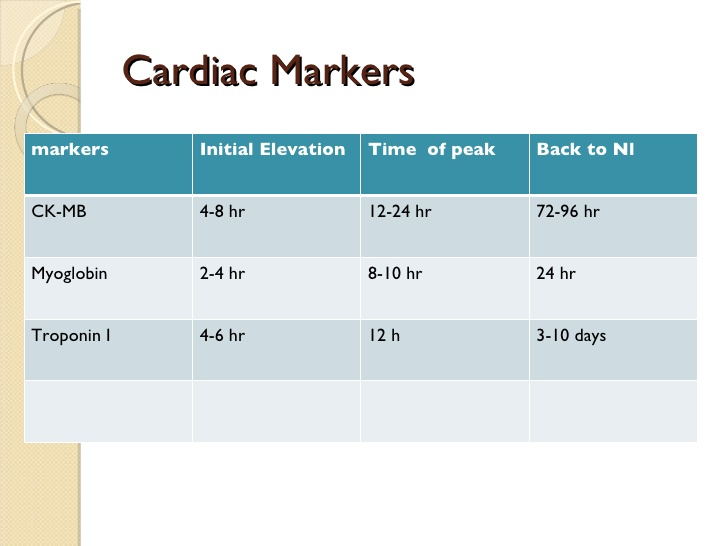 Cardiac Markers
markers Initial Elevation Time of peak Back to Nl
CK-MB 4-8 hr 12-24 hr 72-96 hr
Myoglobin 2-4 hr 8-10 hr 24 hr
Troponin I 4-6 hr 12 h 3-10 days